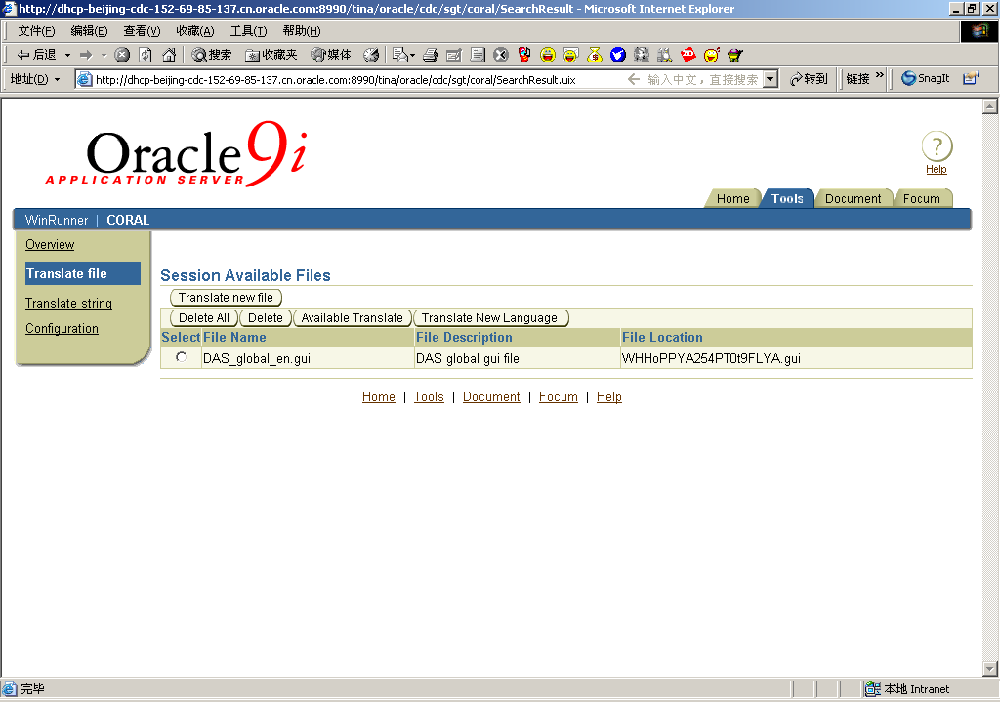 http://dhcp-beijing-cdc-152-69-85-137.cn.oracle.com:8990/tina/oracle/cdc/sgt/coral/SearchResult - Microsoft Internet Explorer
文件(F) 编辑(E) 查看(V) 收藏(A) 工具(T) 帮助(H)
后退 搜索 收藏夹 媒体
地址(D) http://dhcp-beijing-cdc-152-69-85-137.cn.oracle.com:8990/tina/oracle/cdc/sgt/coral/SearchResult.uix 输入中文，直接搜索 转到 链接 » SnagIt
Oracle 9i
APPLICATION SERVER
?
Help
Home Tools Document Focum
WinRunner | CORAL
Overview
Translate file
Translate string
Configuration
Session Available Files
Translate new file
Delete All Delete Available Translate Translate New Language
Select File Name File Description File Location
DAS_global_en.gui DAS global gui file WHHoPPYA254PT0t9FLYA.gui
Home | Tools | Document | Focum | Help
完毕 本地 Intranet